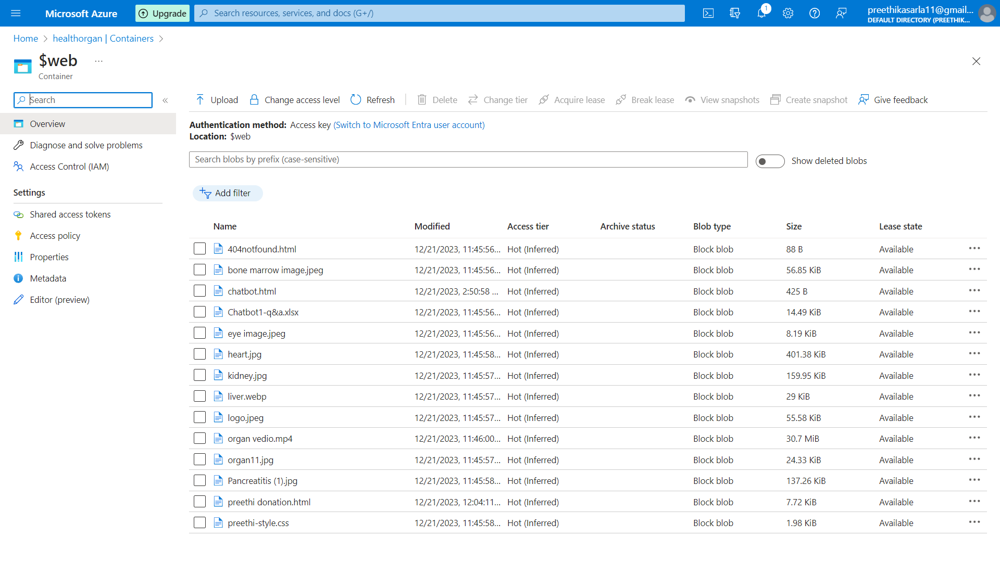 Microsoft Azure
Upgrade
Search resources, services, and docs (G+/)
1
preethikasarla11@gmail...
DEFAULT DIRECTORY (PREETHIK...
Home > healthorgan | Containers >
$web ...
Container
Search «
Upload Change access level Refresh Delete Change tier Acquire lease Break lease View snapshots Create snapshot Give feedback
Overview
Diagnose and solve problems
Access Control (IAM)
Settings
Shared access tokens
Access policy
Properties
Metadata
Editor (preview)
Authentication method: Access key (Switch to Microsoft Entra user account)
Location: $web
Search blobs by prefix (case-sensitive)
Show deleted blobs
Add filter
Name Modified Access tier Archive status Blob type Size Lease state
404notfound.html 12/21/2023, 11:45:56... Hot (Inferred) Block blob 88 B Available ...
bone marrow image.jpeg 12/21/2023, 11:45:56... Hot (Inferred) Block blob 56.85 KiB Available ...
chatbot.html 12/21/2023, 2:50:58 ... Hot (Inferred) Block blob 425 B Available ...
Chatbot1-q&a.xlsx 12/21/2023, 11:45:56... Hot (Inferred) Block blob 14.49 KiB Available ...
eye image.jpeg 12/21/2023, 11:45:56... Hot (Inferred) Block blob 8.19 KiB Available ...
heart.jpg 12/21/2023, 11:45:58... Hot (Inferred) Block blob 401.38 KiB Available ...
kidney.jpg 12/21/2023, 11:45:57... Hot (Inferred) Block blob 159.95 KiB Available ...
liver.webp 12/21/2023, 11:45:57... Hot (Inferred) Block blob 29 KiB Available ...
logo.jpeg 12/21/2023, 11:45:57... Hot (Inferred) Block blob 55.58 KiB Available ...
organ vedio.mp4 12/21/2023, 11:46:00... Hot (Inferred) Block blob 30.7 MiB Available ...
organ11.jpg 12/21/2023, 11:45:57... Hot (Inferred) Block blob 24.33 KiB Available ...
Pancreatitis (1).jpg 12/21/2023, 11:45:58... Hot (Inferred) Block blob 137.26 KiB Available ...
preethi donation.html 12/21/2023, 12:04:11... Hot (Inferred) Block blob 7.72 KiB Available ...
preethi-style.css 12/21/2023, 11:45:58... Hot (Inferred) Block blob 1.98 KiB Available ...